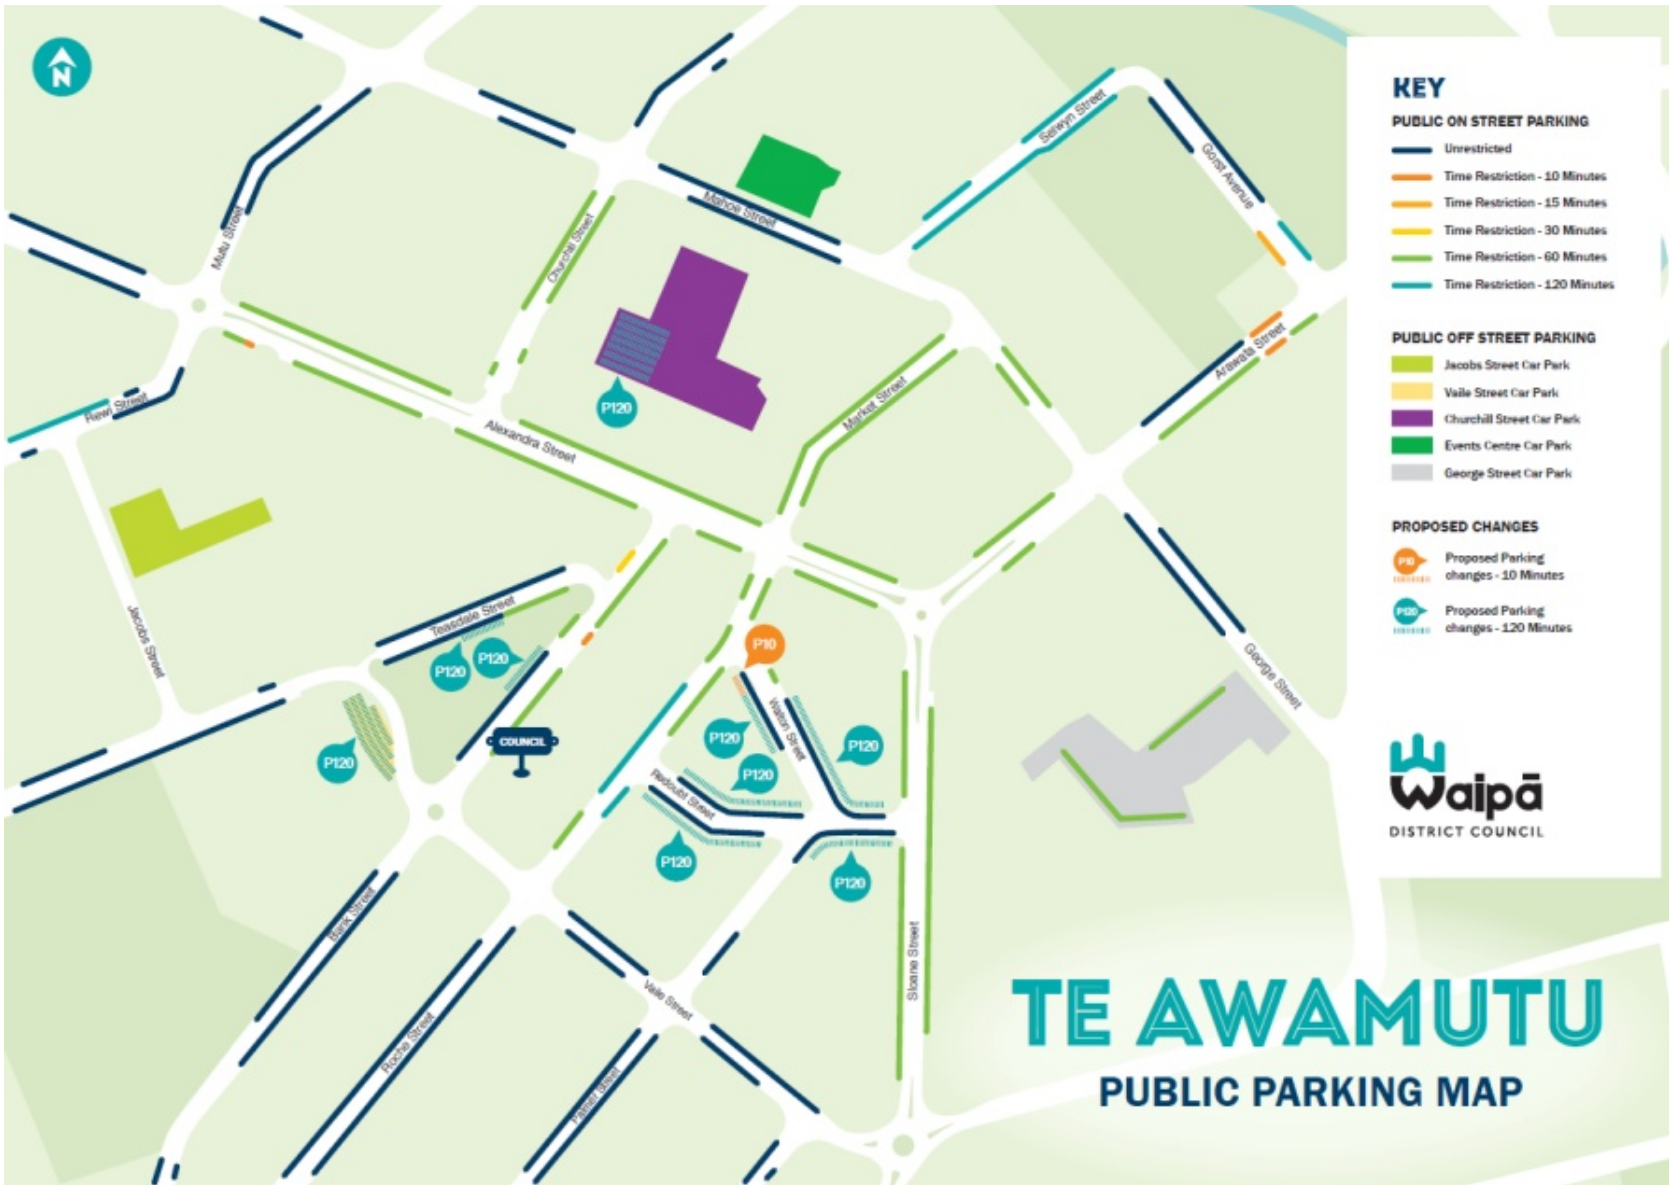 N
KEY
PUBLIC ON STREET PARKING
Unrestricted
Time Restriction - 10 Minutes
Time Restriction - 15 Minutes
Time Restriction - 30 Minutes
Time Restriction - 60 Minutes
Time Restriction - 120 Minutes
PUBLIC OFF STREET PARKING
Jacobs Street Car Park
Vaile Street Car Park
Churchill Street Car Park
Events Centre Car Park
George Street Car Park
PROPOSED CHANGES
P10
Proposed Parking
changes - 10 Minutes
P120
Proposed Parking
changes - 120 Minutes
Waipā
DISTRICT COUNCIL
Selwyn Street
Gorst Avenue
Mahoe Street
Mutu Street
Churchill Street
Arawata Street
Rewi Street
Market Street
P120
Alexandra Street
Teasdale Street
Jacobs Street
P10
P120
P120
George Street
Walton Street
P120
COUNCIL
P120
P120
P120
Redoubt Street
P120
P120
Bank Street
Sloane Street
Vaile Street
Roche Street
Palmer Street
TE AWAMUTU
PUBLIC PARKING MAP